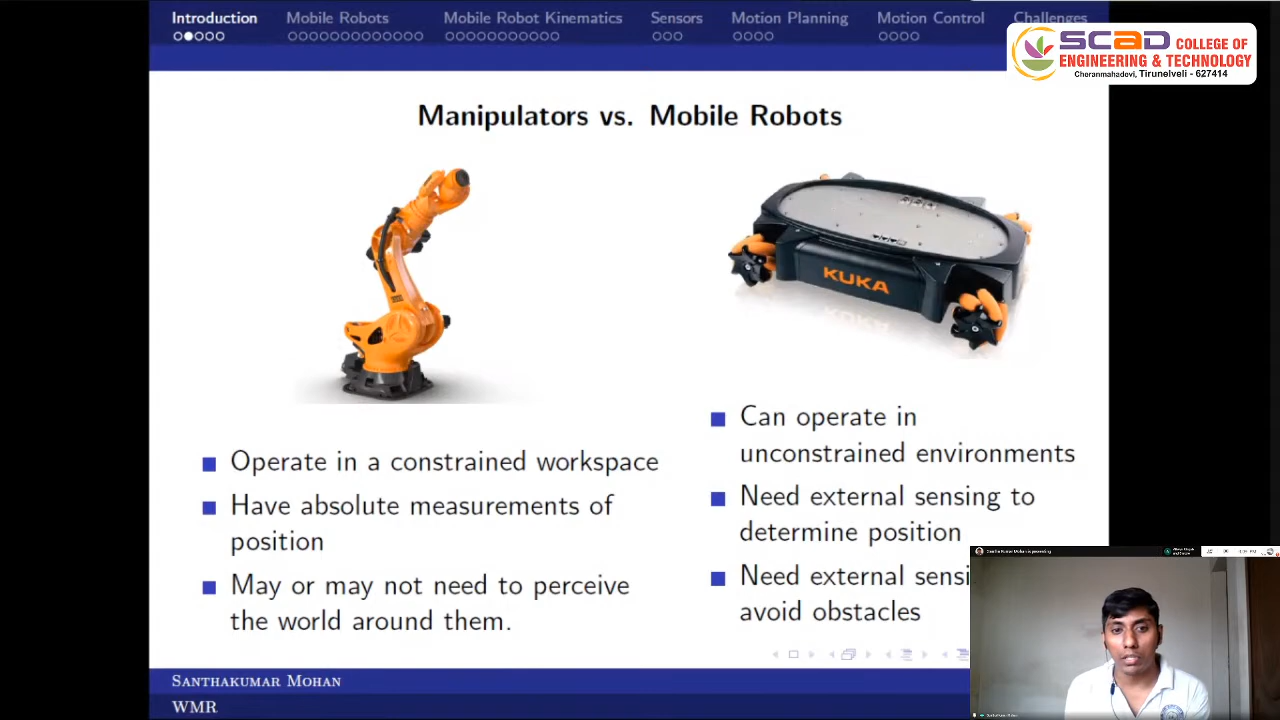 Introduction
Mobile Robots
Mobile Robot Kinematics
Sensors
Motion Planning
Motion Control
Challenges
SCAD COLLEGE OF
ENGINEERING & TECHNOLOGY
Cheranmahadevi, Tirunelveli - 627414
Manipulators vs. Mobile Robots
KUKA
Operate in a constrained workspace
Have absolute measurements of
position
May or may not need to perceive
the world around them.
Can operate in
unconstrained environments
Need external sensing to
determine position
Need external sensi
avoid obstacles
SANTHAKUMAR MOHAN
WMR